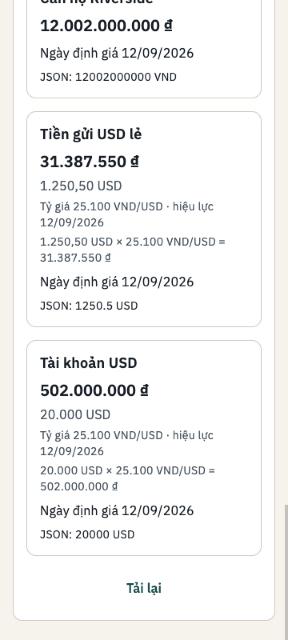 Căn hộ Riverside
12.002.000.000 ₫
Ngày định giá 12/09/2026
JSON: 12002000000 VND
Tiền gửi USD lẻ
31.387.550 ₫
1.250,50 USD
Tỷ giá 25.100 VND/USD · hiệu lực
12/09/2026
1.250,50 USD × 25.100 VND/USD =
31.387.550 ₫
Ngày định giá 12/09/2026
JSON: 1250.5 USD
Tài khoản USD
502.000.000 ₫
20.000 USD
Tỷ giá 25.100 VND/USD · hiệu lực
12/09/2026
20.000 USD × 25.100 VND/USD =
502.000.000 ₫
Ngày định giá 12/09/2026
JSON: 20000 USD
Tải lại